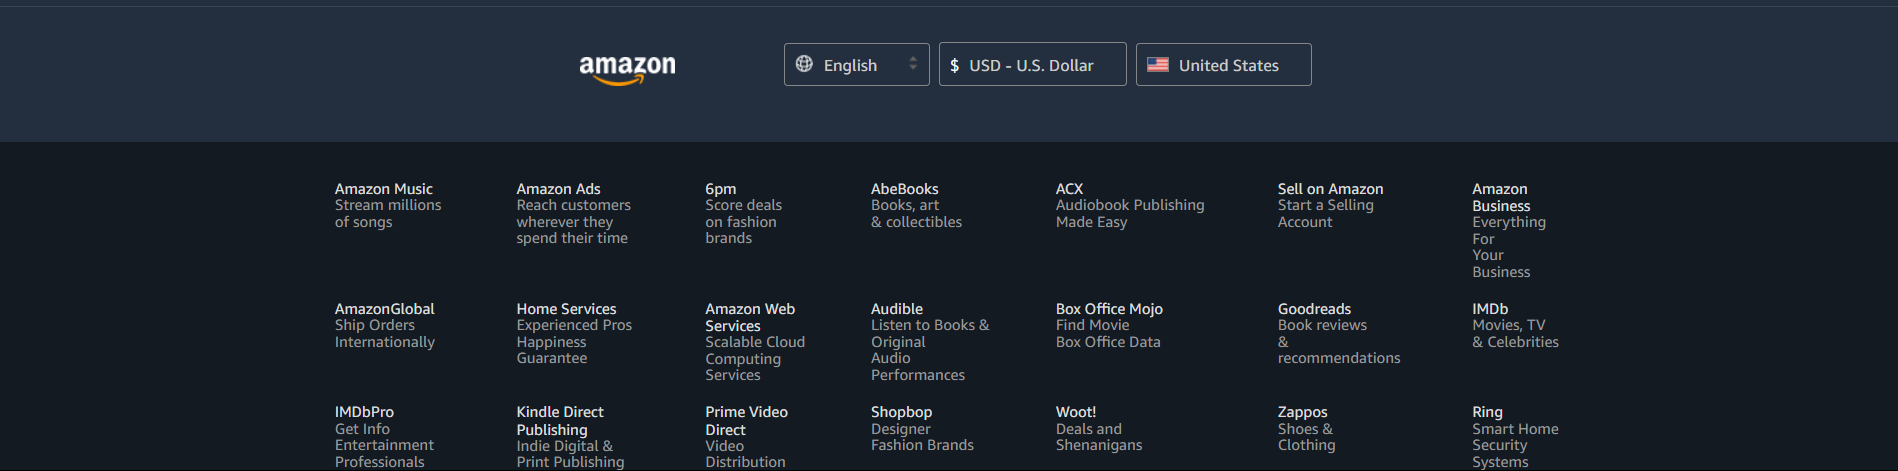 amazon
English
$ USD - U.S. Dollar
United States
Amazon Music
Stream millions
of songs
Amazon Ads
Reach customers
wherever they
spend their time
6pm
Score deals
on fashion
brands
AbeBooks
Books, art
& collectibles
ACX
Audiobook Publishing
Made Easy
Sell on Amazon
Start a Selling
Account
Amazon
Business
Everything
For
Your
Business
AmazonGlobal
Ship Orders
Internationally
Home Services
Experienced Pros
Happiness
Guarantee
Amazon Web
Services
Scalable Cloud
Computing
Services
Audible
Listen to Books &
Original
Audio
Performances
Box Office Mojo
Find Movie
Box Office Data
Goodreads
Book reviews
&
recommendations
IMDb
Movies, TV
& Celebrities
IMDbPro
Get Info
Entertainment
Professionals
Kindle Direct
Publishing
Indie Digital &
Print Publishing
Prime Video
Direct
Video
Distribution
Shopbop
Designer
Fashion Brands
Woot!
Deals and
Shenanigans
Zappos
Shoes &
Clothing
Ring
Smart Home
Security
Systems